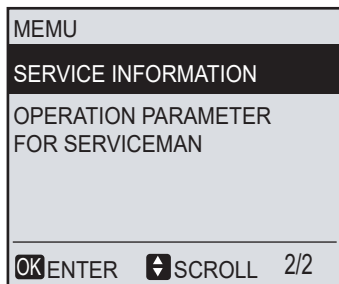 MEMU
SERVICE INFORMATION
OPERATION PARAMETER
FOR SERVICEMAN
OK ENTER SCROLL 2/2